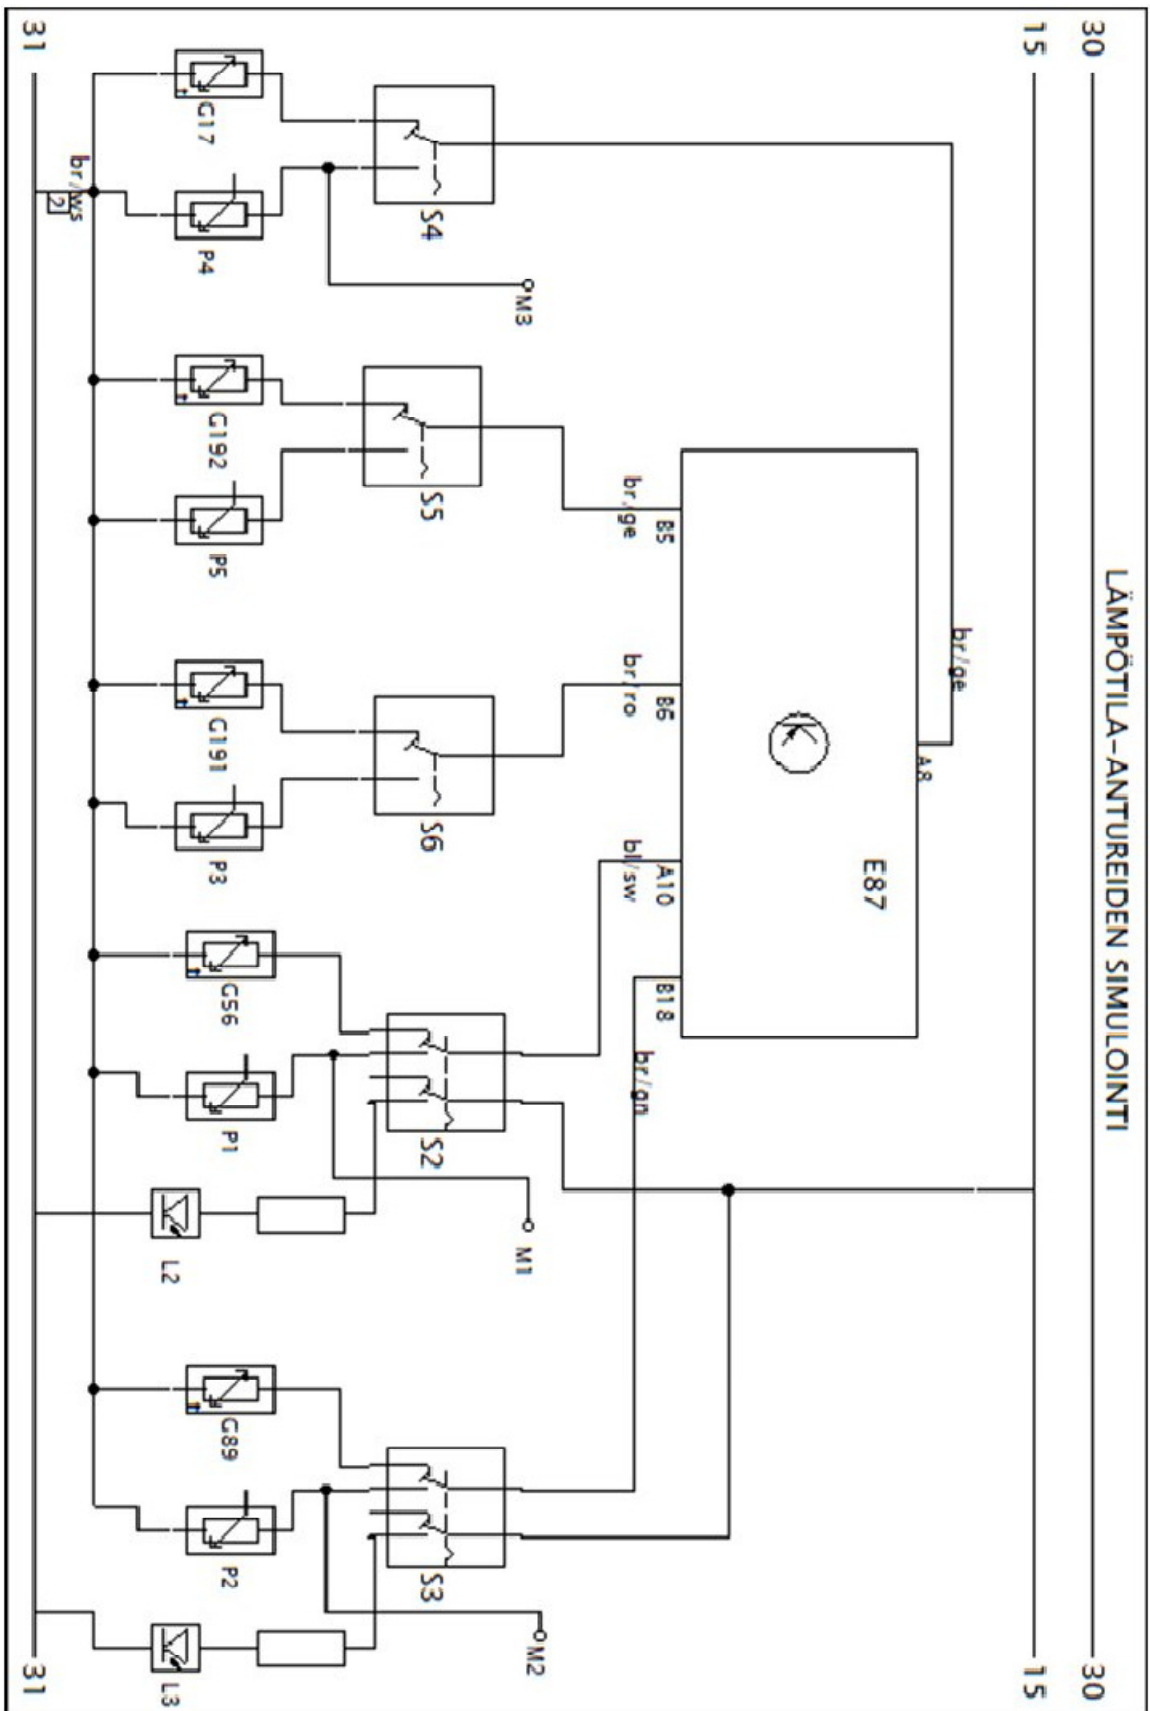 LÄMPÖTILA-ANTUREIDEN SIMULOINTI
30
30
15
15
br/ge
A8
E87
B5
B6
A10
B18
br/ge
br/ro
bl/sw
br/gn
M3
M1
M2
S4
S5
S6
S2
S3
G17
P4
G192
P5
G191
P3
G56
P1
L2
G89
P2
L3
br/ws
2
31
31